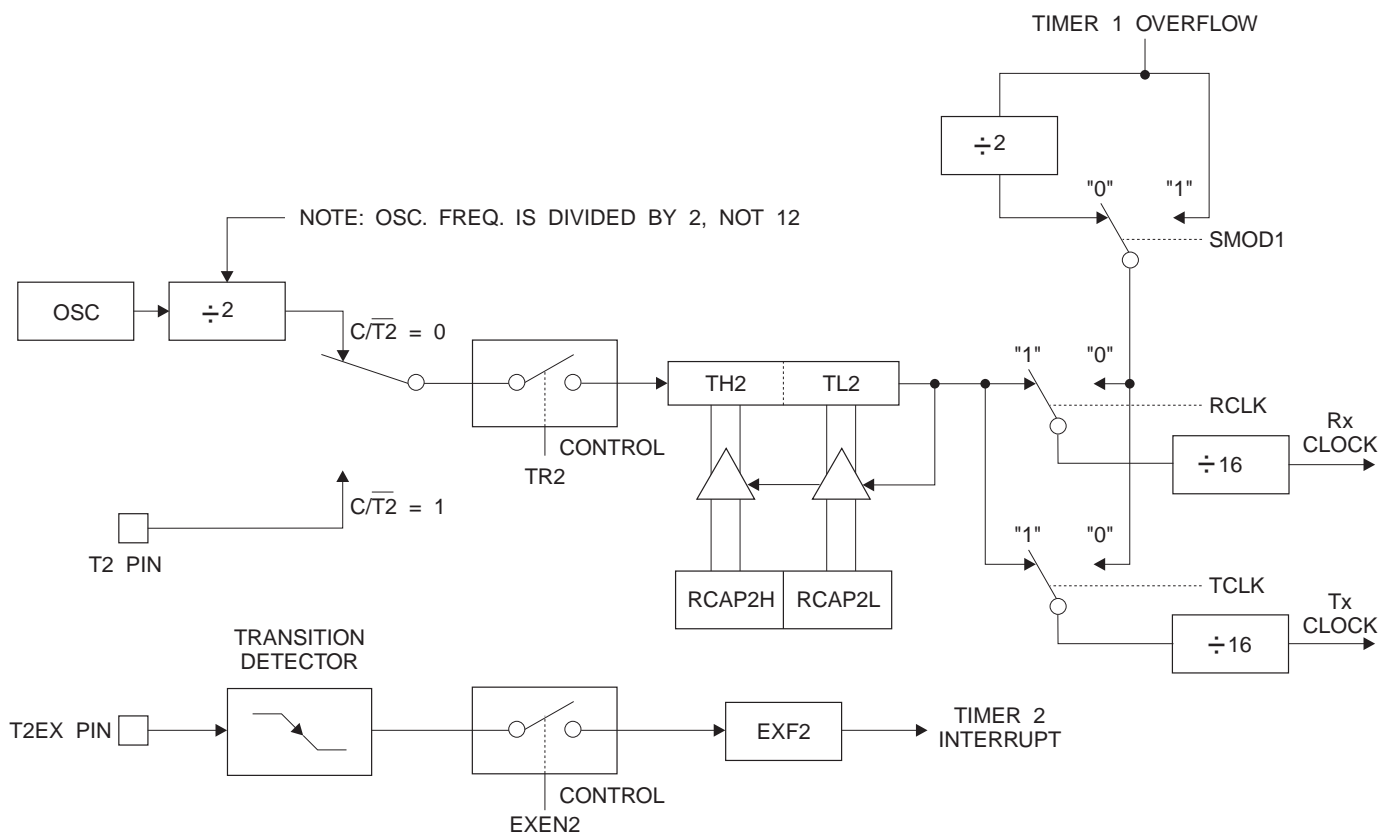 TIMER 1 OVERFLOW
÷2
"0" "1"
NOTE: OSC. FREQ. IS DIVIDED BY 2, NOT 12
SMOD1
OSC
÷2
C/T2̅ = 0
"1" "0"
TH2
TL2
RCLK
Rx
CLOCK
CONTROL
TR2
÷16
C/T2̅ = 1
T2 PIN
"1" "0"
RCAP2H
RCAP2L
TCLK
Tx
CLOCK
TRANSITION
DETECTOR
÷16
T2EX PIN
EXF2
TIMER 2
INTERRUPT
CONTROL
EXEN2